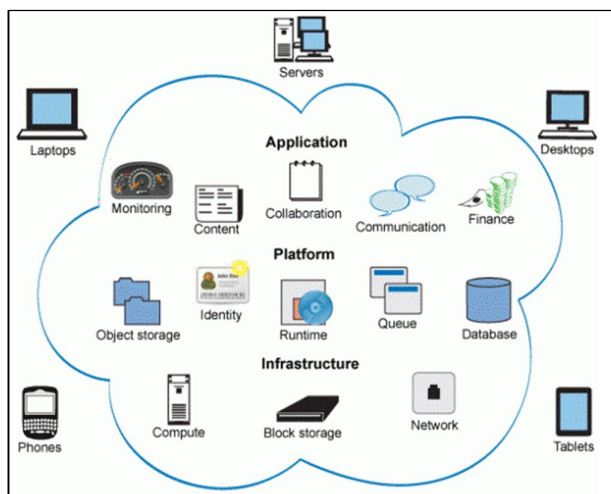 Servers
Laptops
Desktops
Application
Monitoring
Content
Collaboration
Communication
Finance
Platform
Object storage
Identity
Runtime
Queue
Database
Infrastructure
Phones
Compute
Block storage
Network
Tablets